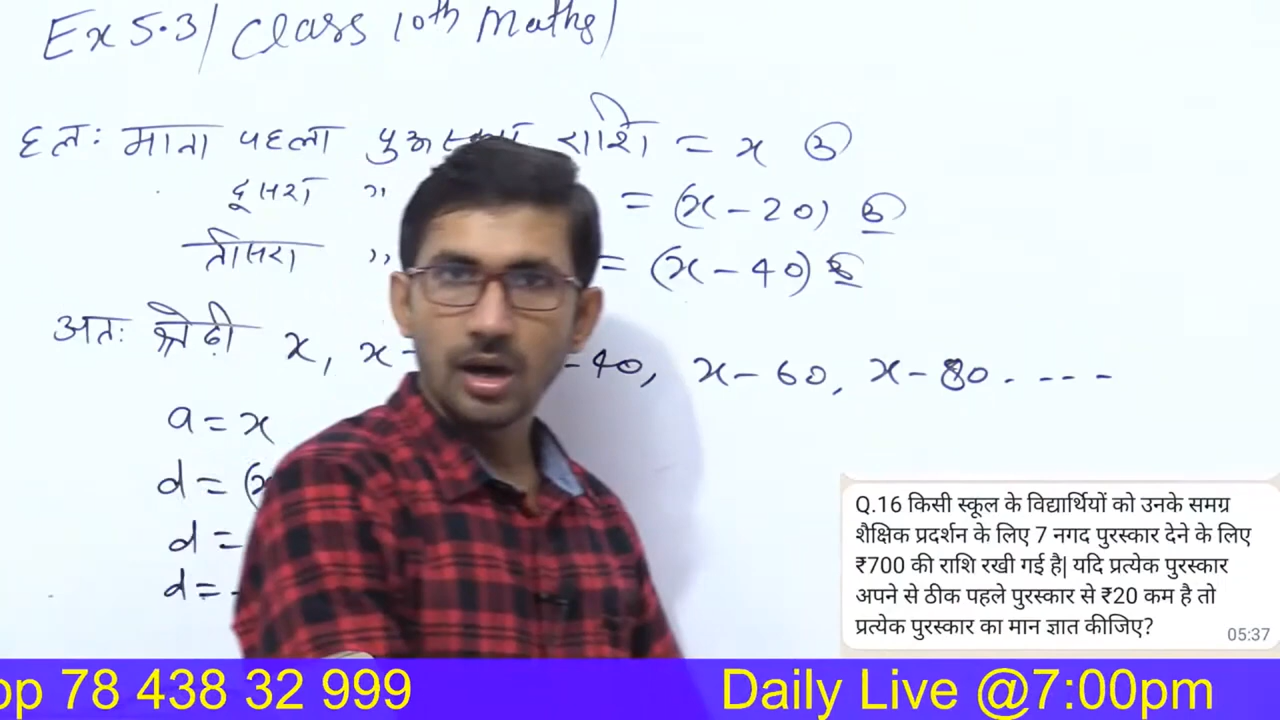 Ex 5.3/ Class 10th Maths/
हल: माना पहला राशि = x रु
दूसरा " = (x - 20) रु
तीसरा " = (x - 40) रु
अतः श्रेढ़ी x, x - - 40, x - 60, x - 80 . - - -
a = x
d = (x
d =
d = -
Q.16 किसी स्कूल के विद्यार्थियों को उनके समग्र
शैक्षिक प्रदर्शन के लिए 7 नगद पुरस्कार देने के लिए
₹700 की राशि रखी गई है| यदि प्रत्येक पुरस्कार
अपने से ठीक पहले पुरस्कार से ₹20 कम है तो
प्रत्येक पुरस्कार का मान ज्ञात कीजिए?
05:37
op 78 438 32 999 Daily Live @7:00pm